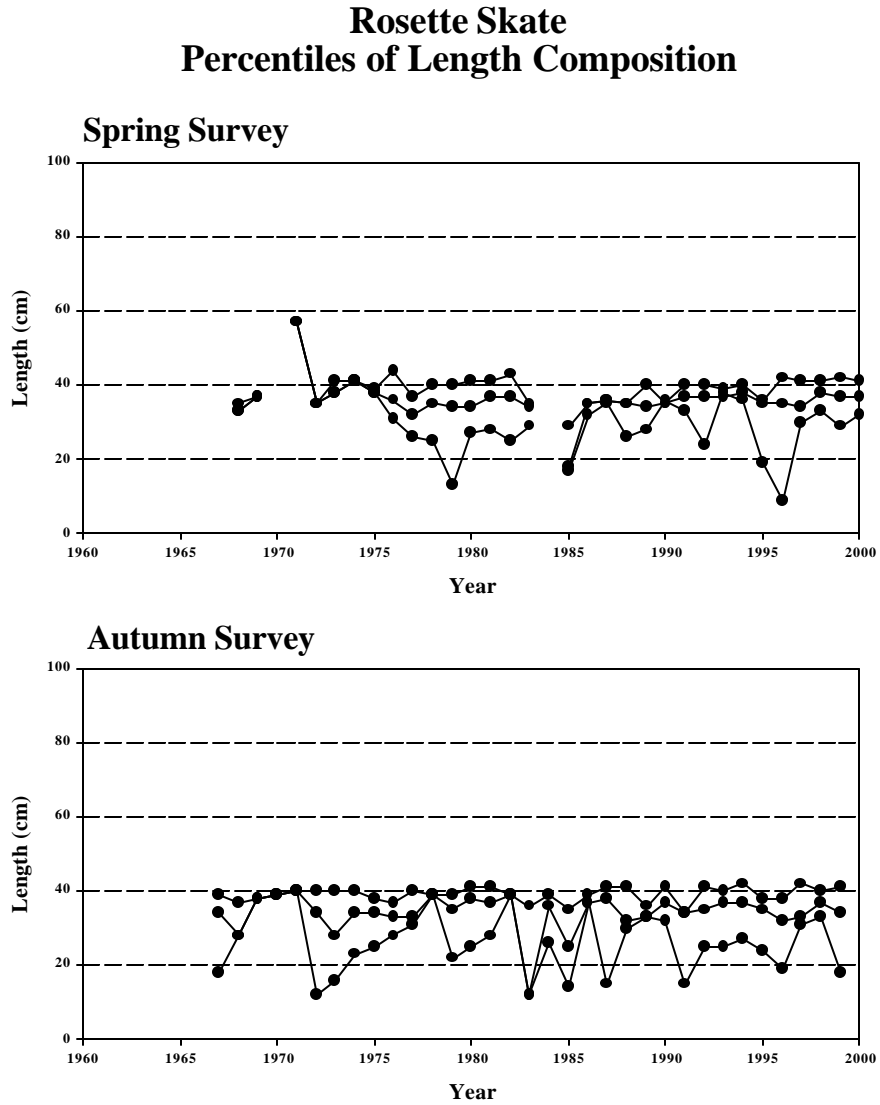 Rosette Skate
Percentiles of Length Composition
Spring Survey
100
80
60
40
20
0
Length (cm)
1960 1965 1970 1975 1980 1985 1990 1995 2000
Year
Autumn Survey
100
80
60
40
20
0
Length (cm)
1960 1965 1970 1975 1980 1985 1990 1995 2000
Year